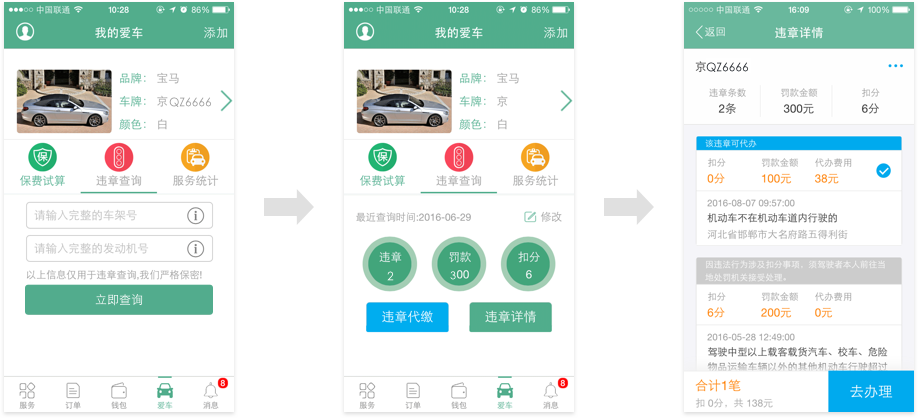 中国联通 10:28 86%
我的爱车 添加
品牌： 宝马
车牌： 京QZ6666
颜色： 白
保
保费试算 违章查询 服务统计
请输入完整的车架号
请输入完整的发动机号
以上信息仅用于违章查询,我们严格保密!
立即查询
8
服务 订单 钱包 爱车 消息
中国联通 10:28 86%
我的爱车 添加
品牌： 宝马
车牌： 京
颜色： 白
保
保费试算 违章查询 服务统计
最近查询时间:2016-06-29 修改
违章 罚款 扣分
2 300 6
违章代缴 违章详情
8
服务 订单 钱包 爱车 消息
中国联通 16:09 100%
返回 违章详情
京QZ6666
违章条数 罚款金额 扣分
2条 300元 6分
该违章可代办
扣分 罚款金额 代办费用
0分 100元 38元
2016-08-07 09:57:00
机动车不在机动车道内行驶的
河北省邯郸市大名府路五得利街
因违法行为涉及扣分事项，须驾驶者本人前往当
地处罚机关接受处理。
扣分 罚款金额 代办费用
6分 200元 0元
2016-05-28 12:49:00
驾驶中型以上载客载货汽车、校车、危险
物品运输车辆以外的其他机动车行驶超过
合计1笔
扣 0分，共 138元
去办理